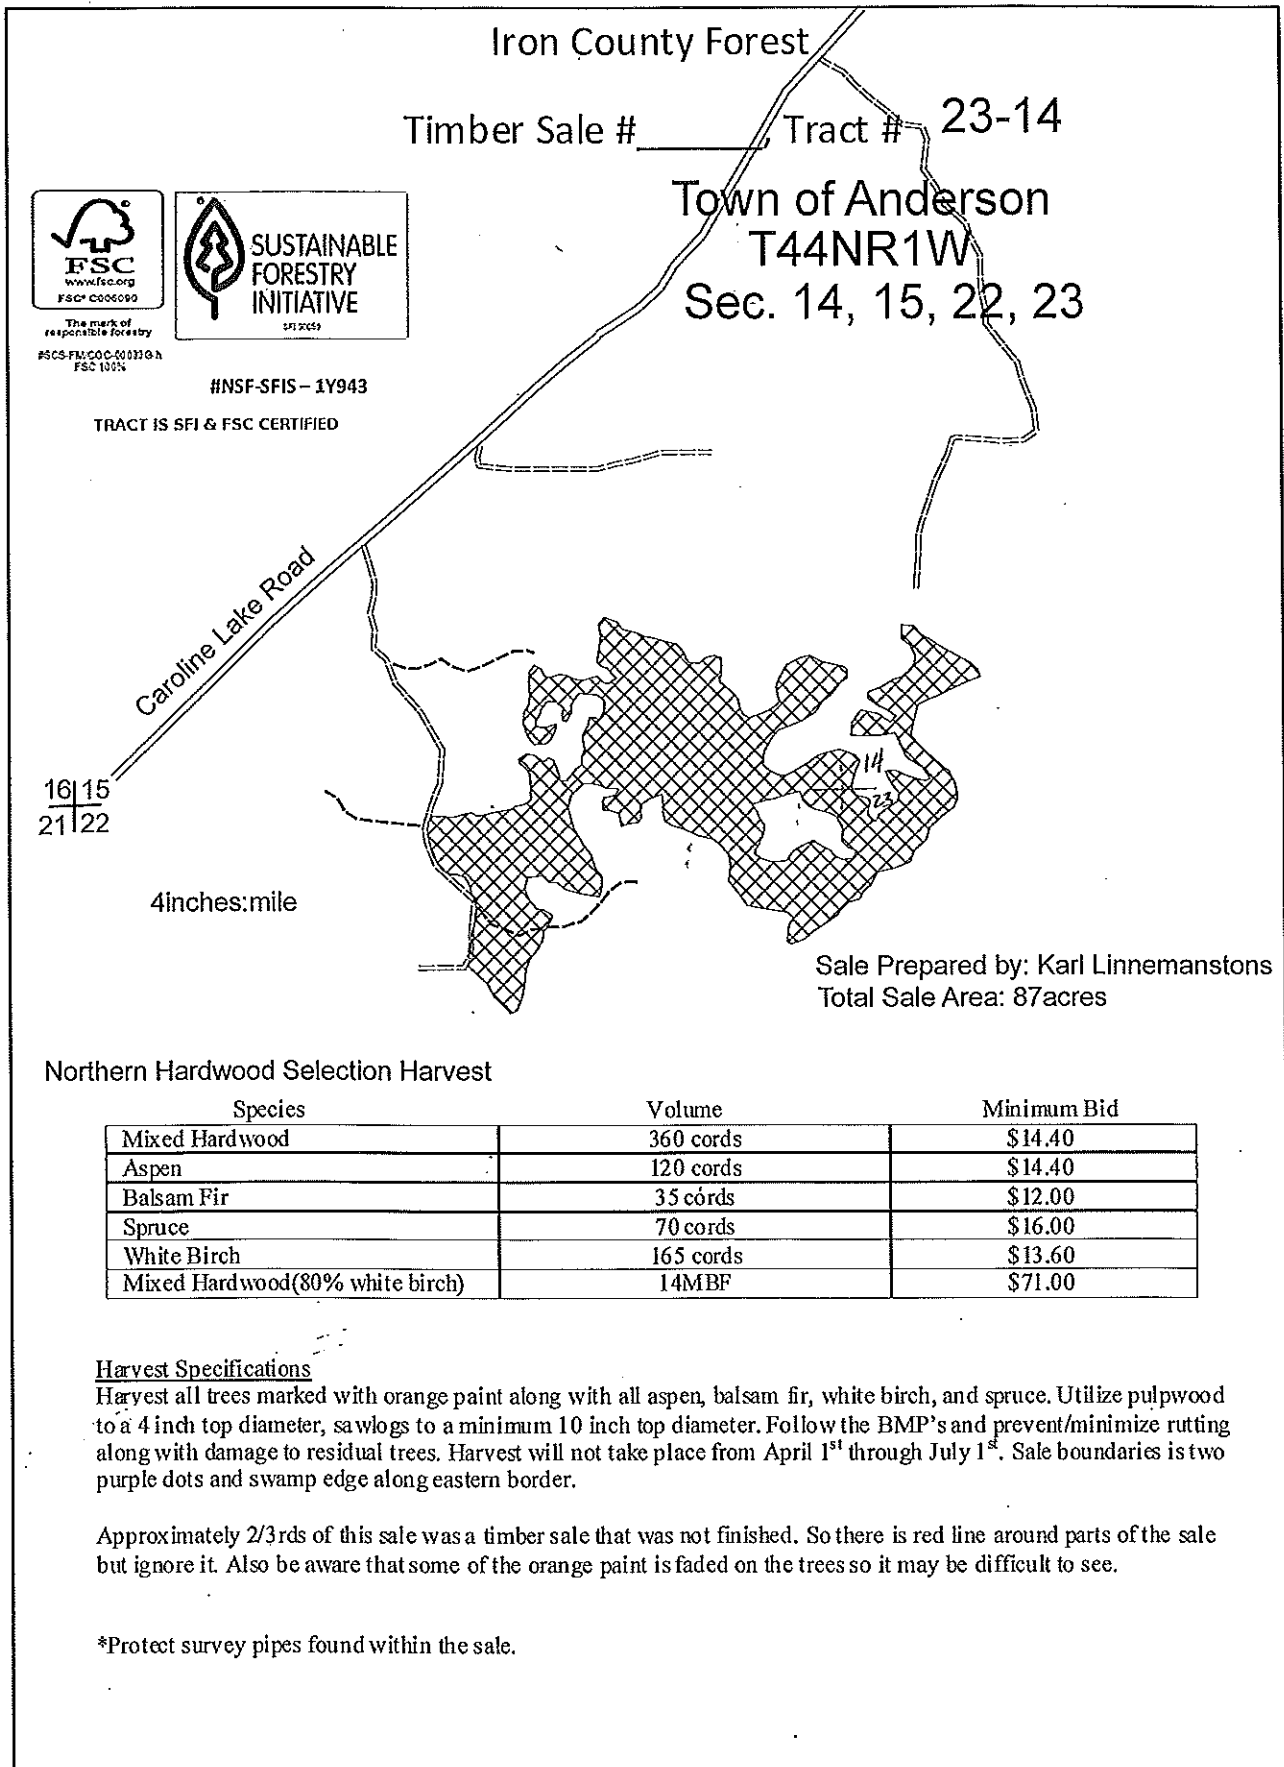 Iron County Forest
Timber Sale #______, Tract # 23-14
Town of Anderson
T44NR1W
Sec. 14, 15, 22, 23
FSC
www.fsc.org
FSC® C006090
The mark of
responsible forestry
FSC 100%
SUSTAINABLE
FORESTRY
INITIATIVE
#NSF-SFIS – 1Y943
TRACT IS SFI & FSC CERTIFIED
Caroline Lake Road
16 15
21 22
14
23
4inches:mile
Sale Prepared by: Karl Linnemanstons
Total Sale Area: 87acres
Northern Hardwood Selection Harvest
Species Volume Minimum Bid
Mixed Hardwood 360 cords $14.40
Aspen 120 cords $14.40
Balsam Fir 35 cords $12.00
Spruce 70 cords $16.00
White Birch 165 cords $13.60
Mixed Hardwood(80% white birch) 14MBF $71.00
Harvest Specifications
Harvest all trees marked with orange paint along with all aspen, balsam fir, white birch, and spruce. Utilize pulpwood
to a 4 inch top diameter, sawlogs to a minimum 10 inch top diameter. Follow the BMP's and prevent/minimize rutting
along with damage to residual trees. Harvest will not take place from April 1st through July 1st. Sale boundaries is two
purple dots and swamp edge along eastern border.
Approximately 2/3rds of this sale was a timber sale that was not finished. So there is red line around parts of the sale
but ignore it. Also be aware that some of the orange paint is faded on the trees so it may be difficult to see.
*Protect survey pipes found within the sale.